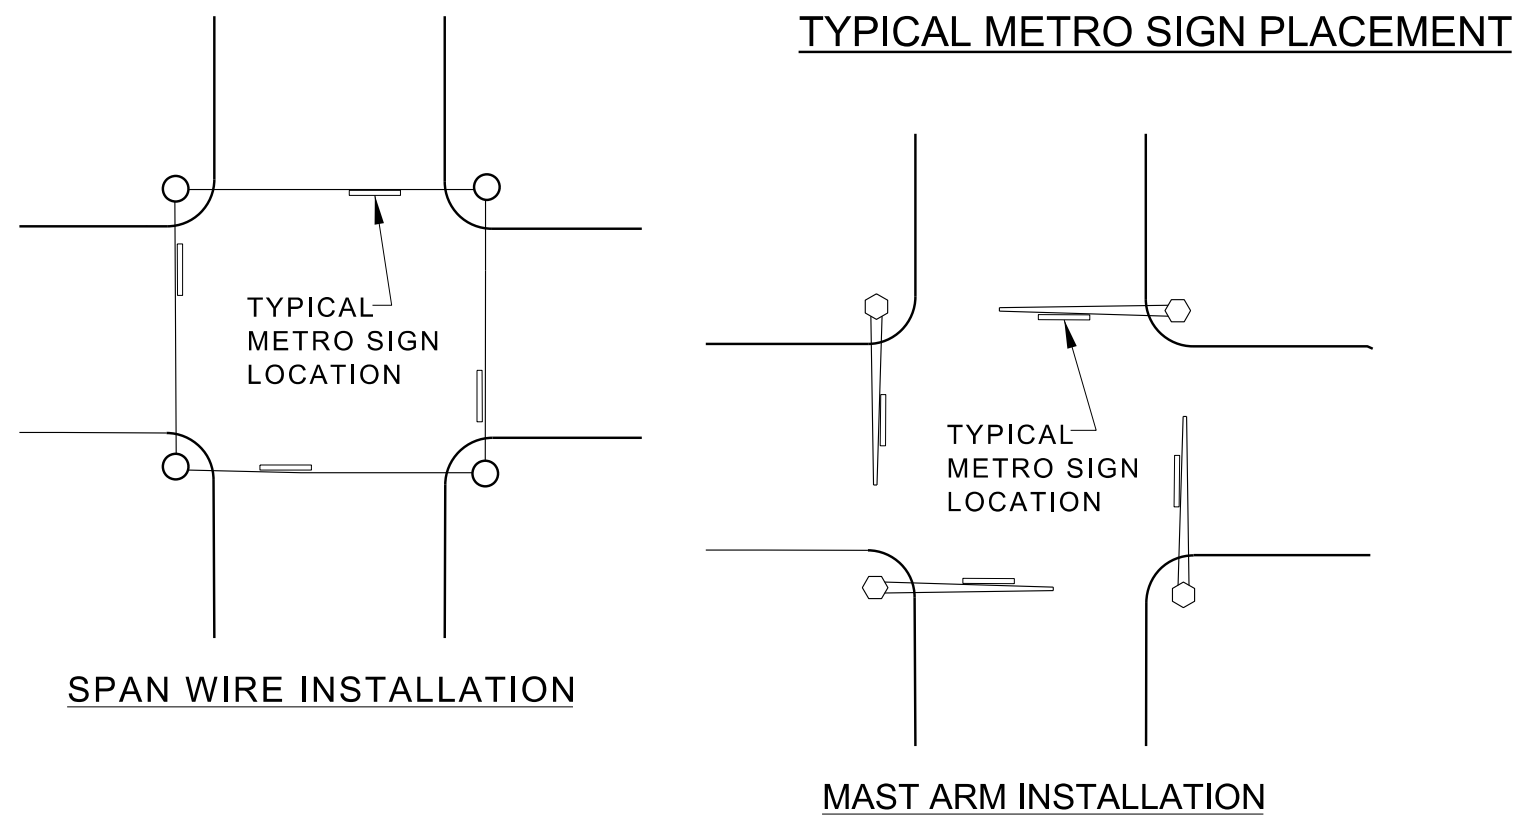 TYPICAL METRO SIGN PLACEMENT
TYPICAL
METRO SIGN
LOCATION
SPAN WIRE INSTALLATION
TYPICAL
METRO SIGN
LOCATION
MAST ARM INSTALLATION